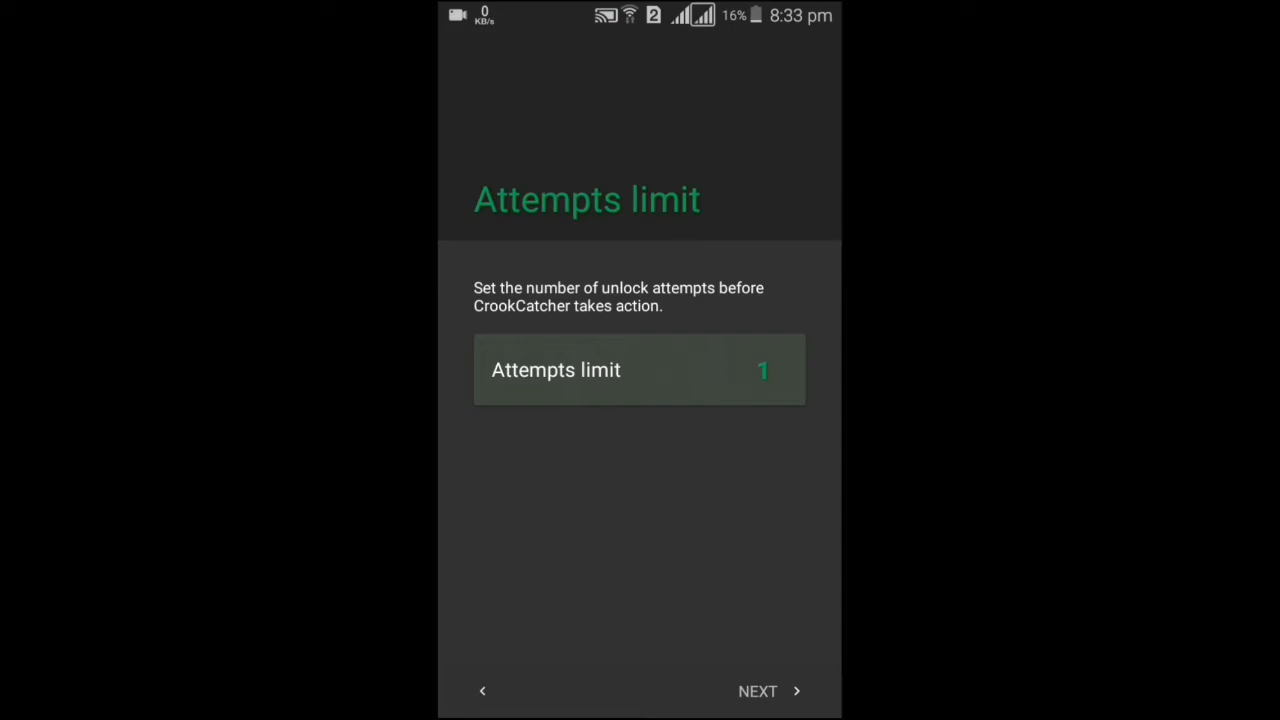 0
KB/s
2
16%
8:33 pm
Attempts limit
Set the number of unlock attempts before
CrookCatcher takes action.
Attempts limit 1
NEXT